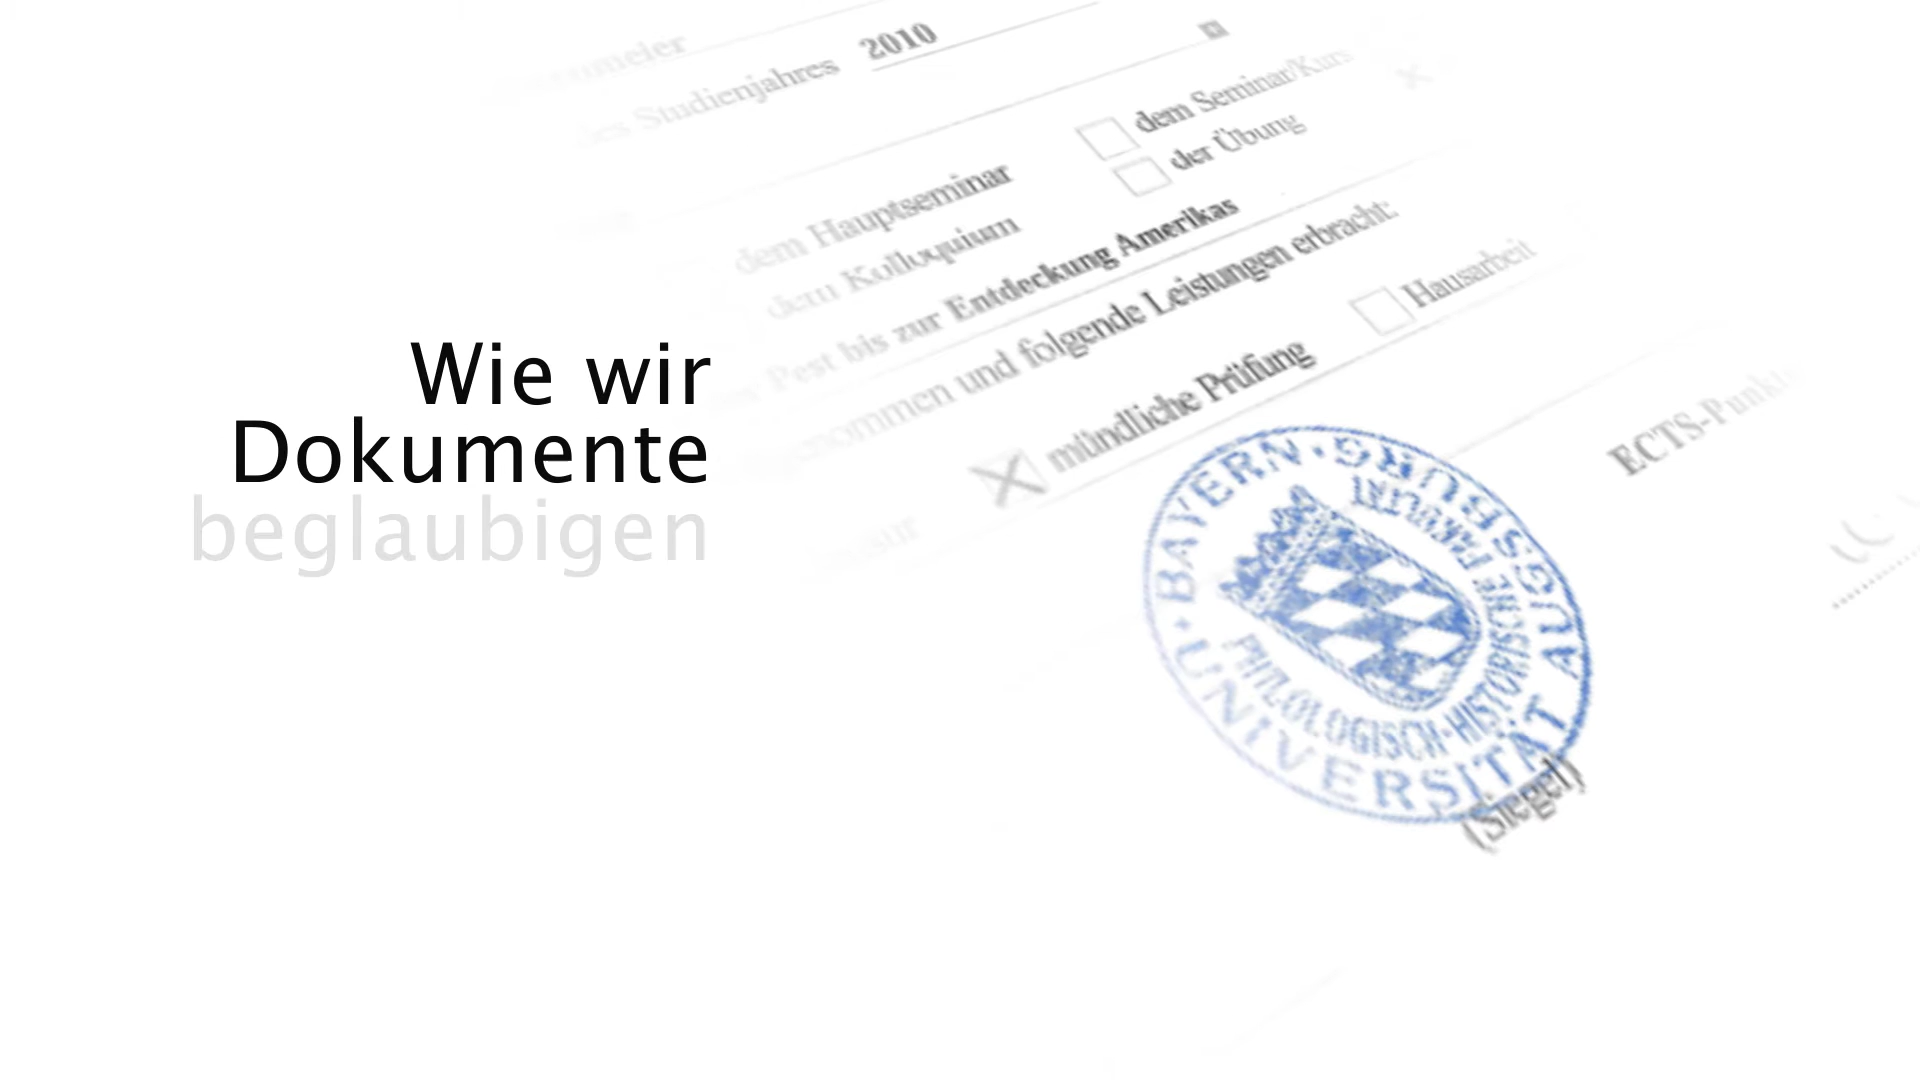 Wie wir
Dokumente
beglaubigen
des Studienjahres 2010
dem Hauptseminar
dem Seminar/Kurs
dem Kolloquium
der Übung
Pest bis zur Entdeckung Amerikas
und folgende Leistungen erbracht:
mündliche Prüfung
Hausarbeit
ECTS-Punkte
BAYERN · UNIVERSITÄT AUGSBURG ·
PHILOLOGISCH-HISTORISCHE FAKULTÄT
(Siegel)